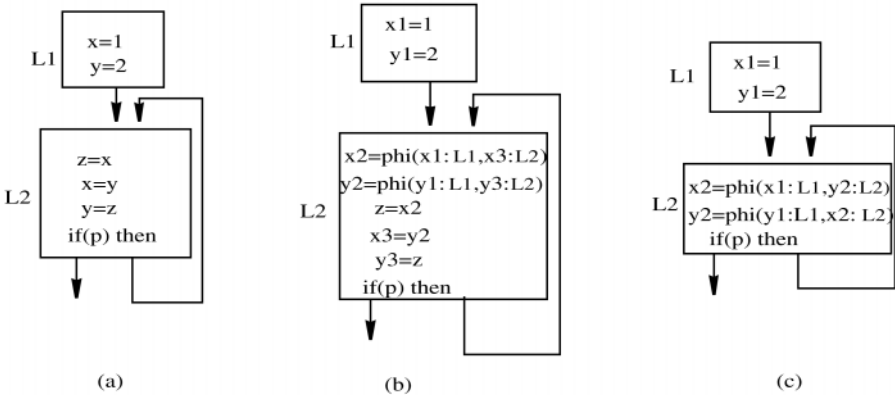 L1
x=1
y=2
L2
z=x
x=y
y=z
if(p) then
(a)
L1
x1=1
y1=2
L2
x2=phi(x1: L1,x3:L2)
y2=phi(y1: L1,y3:L2)
z=x2
x3=y2
y3=z
if(p) then
(b)
L1
x1=1
y1=2
L2
x2=phi(x1: L1,y2:L2)
y2=phi(y1:L1,x2: L2)
if(p) then
(c)